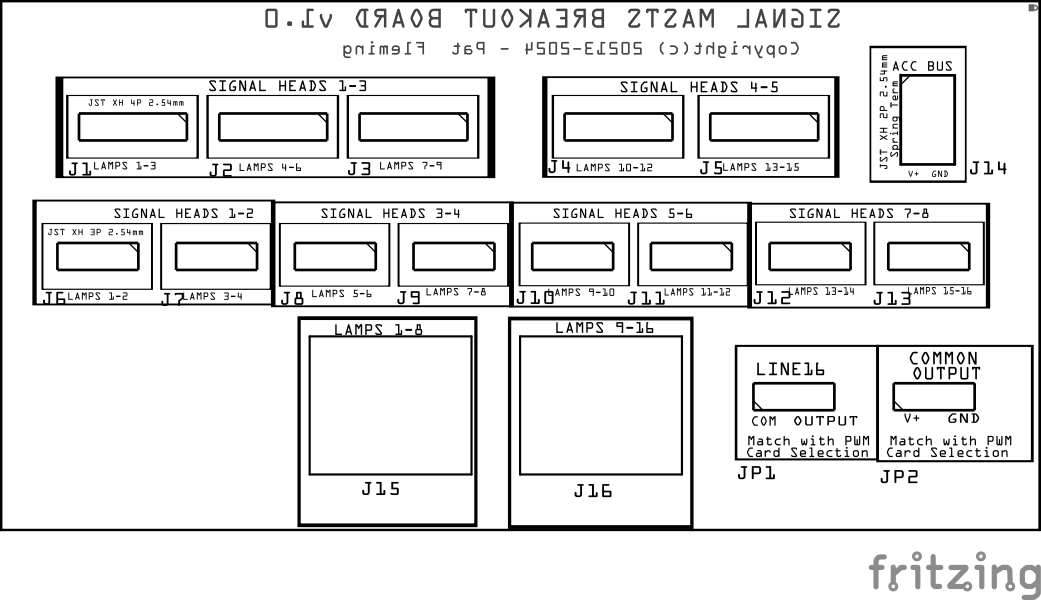 SIGNAL MASTS BREAKOUT BOARD v1.0
Copyright(c) 20213-2024 - Pat Fleming
SIGNAL HEADS 1-3
JST XH 4P 2.54mm
J1 LAMPS 1-3
J2 LAMPS 4-6
J3 LAMPS 7-9
SIGNAL HEADS 4-5
J4 LAMPS 10-12
J5 LAMPS 13-15
ACC BUS
JST XH 2P 2.54mm
Spring Term
V+ GND
J14
SIGNAL HEADS 1-2
JST XH 3P 2.54mm
J6 LAMPS 1-2
J7 LAMPS 3-4
SIGNAL HEADS 3-4
J8 LAMPS 5-6
J9 LAMPS 7-8
SIGNAL HEADS 5-6
J10 LAMPS 9-10
J11 LAMPS 11-12
SIGNAL HEADS 7-8
J12 LAMPS 13-14
J13 LAMPS 15-16
LAMPS 1-8
J15
LAMPS 9-16
J16
LINE16
COM OUTPUT
Match with PWM
Card Selection
JP1
COMMON
OUTPUT
V+ GND
Match with PWM
Card Selection
JP2
fritzing